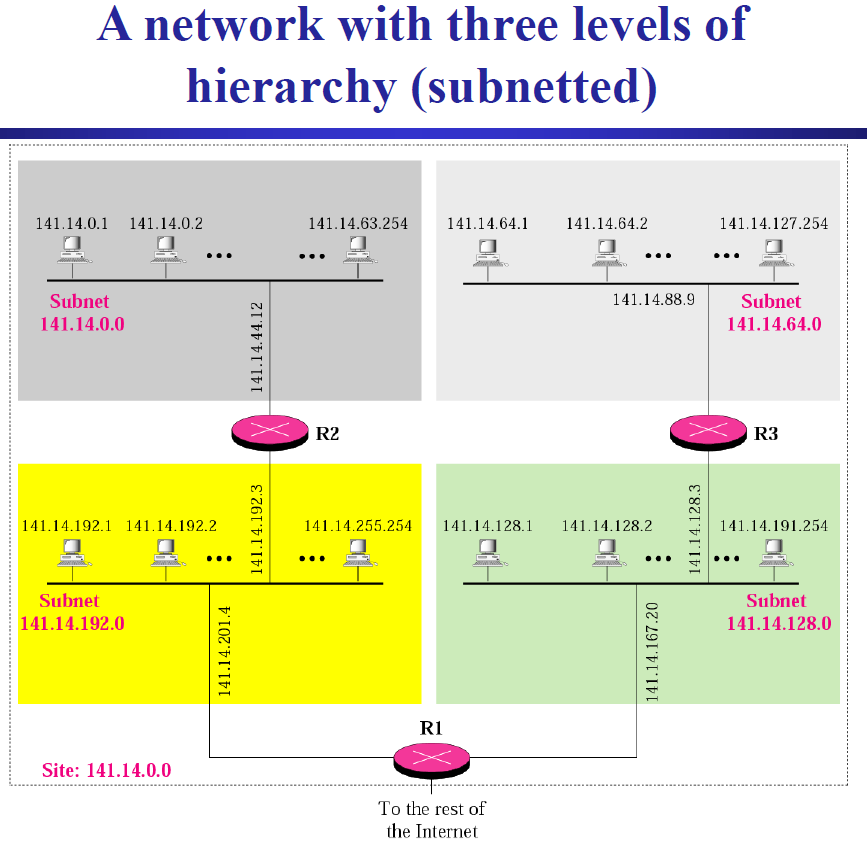 A network with three levels of
hierarchy (subnetted)
141.14.0.1
141.14.0.2
141.14.63.254
Subnet
141.14.0.0
141.14.44.12
141.14.64.1
141.14.64.2
141.14.127.254
141.14.88.9
Subnet
141.14.64.0
R2
R3
141.14.192.1
141.14.192.2
141.14.192.3
141.14.255.254
Subnet
141.14.192.0
141.14.201.4
141.14.128.1
141.14.128.2
141.14.128.3
141.14.191.254
Subnet
141.14.128.0
141.14.167.20
R1
Site: 141.14.0.0
To the rest of
the Internet